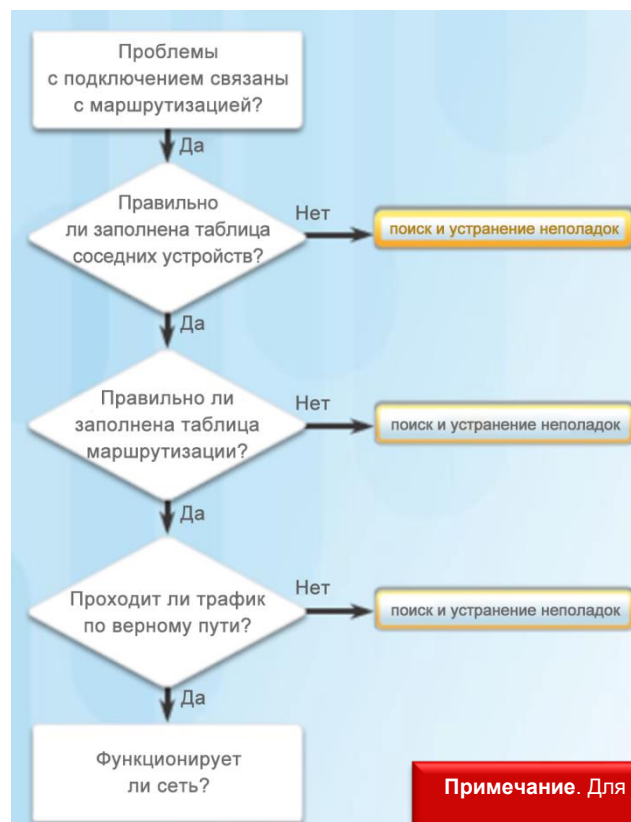 Проблемы
с подключением связаны
с маршрутизацией?
Да
Правильно
ли заполнена таблица
соседних устройств?
Нет
поиск и устранение неполадок
Да
Правильно ли
заполнена таблица
маршрутизации?
Нет
поиск и устранение неполадок
Да
Проходит ли трафик
по верному пути?
Нет
поиск и устранение неполадок
Да
Функционирует
ли сеть?
Примечание. Для